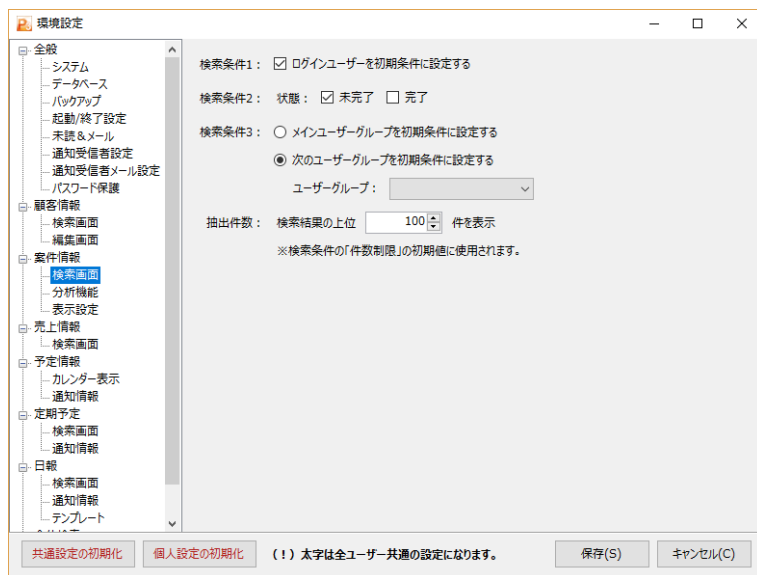 環境設定
全般
システム
データベース
バックアップ
起動/終了設定
未読&メール
通知受信者設定
通知受信者メール設定
パスワード保護
顧客情報
検索画面
編集画面
案件情報
検索画面
分析機能
表示設定
売上情報
検索画面
予定情報
カレンダー表示
通知情報
定期予定
検索画面
通知情報
日報
検索画面
通知情報
テンプレート
検索条件1： ログインユーザーを初期条件に設定する
検索条件2： 状態： 未完了 完了
検索条件3： メインユーザーグループを初期条件に設定する
次のユーザーグループを初期条件に設定する
ユーザーグループ：
抽出件数： 検索結果の上位 100 件を表示
※検索条件の「件数制限」の初期値に使用されます。
共通設定の初期化 個人設定の初期化 (！) 太字は全ユーザー共通の設定になります。 保存(S) キャンセル(C)